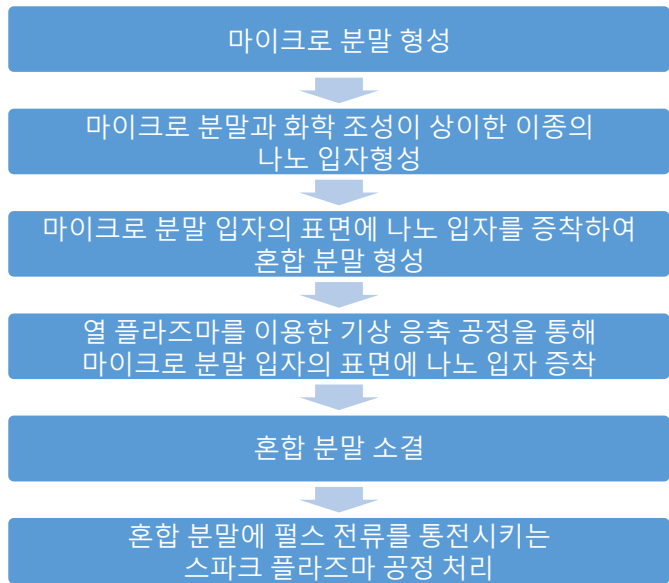 마이크로 분말 형성
마이크로 분말과 화학 조성이 상이한 이종의
나노 입자형성
마이크로 분말 입자의 표면에 나노 입자를 증착하여
혼합 분말 형성
열 플라즈마를 이용한 기상 응축 공정을 통해
마이크로 분말 입자의 표면에 나노 입자 증착
혼합 분말 소결
혼합 분말에 펄스 전류를 통전시키는
스파크 플라즈마 공정 처리